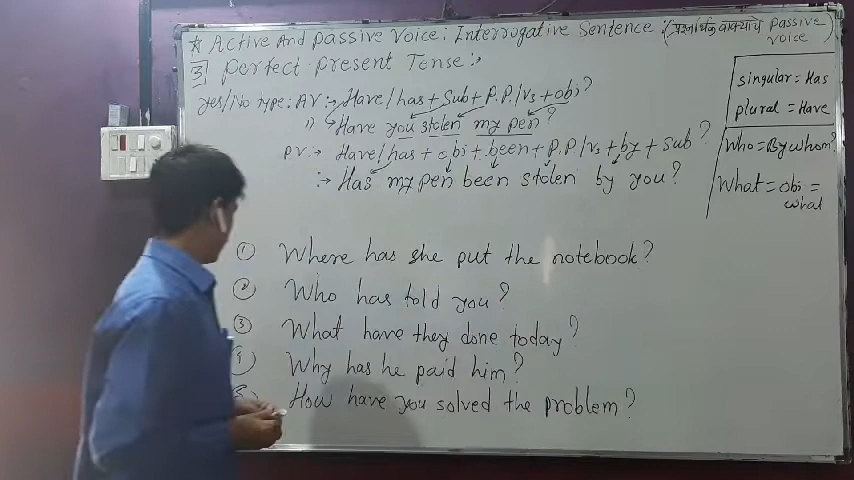 ★ Active And passive Voice: Interrogative Sentence: (प्रश्नार्थक वाक्याचे passive voice
3] Perfect Present Tense:→
Yes/No type: AV:→ Have/has + Sub + P.P/V3 + obj?
" ↳ Have you stolen my pen?
PV:→ Have/has + obj + been + P.P/V3 + by + sub?
:→ Has my pen been stolen by you?
singular = Has
plural = Have
Who = By whom?
What = obj =
what
① Where has she put the notebook?
② Who has told you?
③ What have they done today?
④ Why has he paid him?
How have you solved the problem?